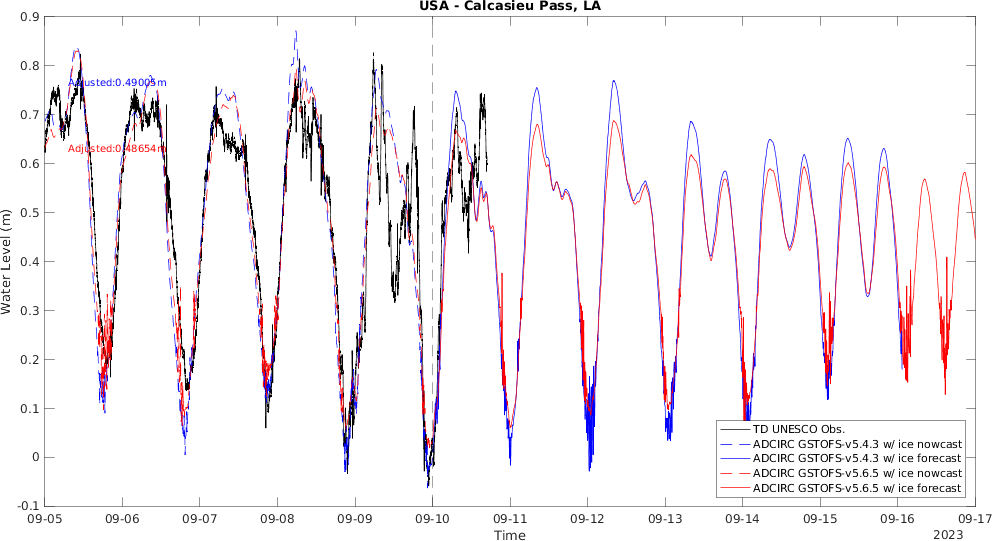 USA - Calcasieu Pass, LA
0.9
0.8
0.7
0.6
0.5
0.4
0.3
0.2
0.1
0
-0.1
Water Level (m)
Adjusted:0.49005m
Adjusted:0.48654m
TD UNESCO Obs.
ADCIRC GSTOFS-v5.4.3 w/ ice nowcast
ADCIRC GSTOFS-v5.4.3 w/ ice forecast
ADCIRC GSTOFS-v5.6.5 w/ ice nowcast
ADCIRC GSTOFS-v5.6.5 w/ ice forecast
09-05 09-06 09-07 09-08 09-09 09-10 09-11 09-12 09-13 09-14 09-15 09-16 09-17
Time
2023